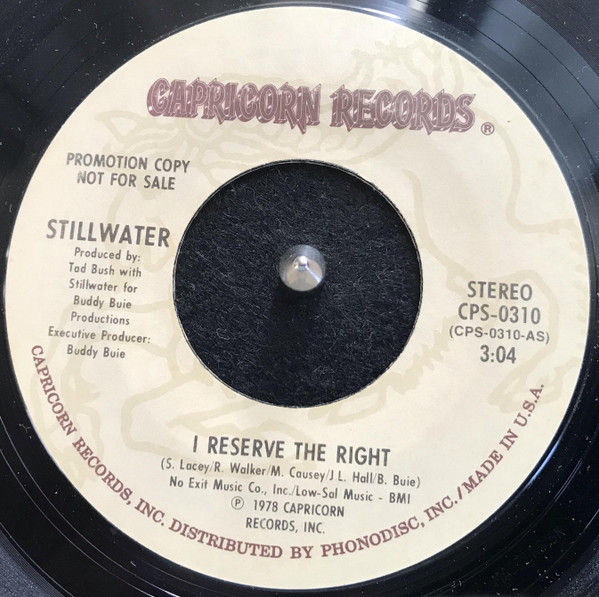 CAPRICORN RECORDS®
PROMOTION COPY
NOT FOR SALE
STILLWATER
Produced by:
Tad Bush with
Stillwater for
Buddy Buie
Productions
Executive Producer:
Buddy Buie
STEREO
CPS-0310
(CPS-0310-AS)
3:04
I RESERVE THE RIGHT
(S. Lacey/R. Walker/M. Causey/J L. Hall/B. Buie)
No Exit Music Co., Inc./Low-Sal Music - BMI
℗ 1978 CAPRICORN
RECORDS, INC.
CAPRICORN RECORDS, INC. DISTRIBUTED BY PHONODISC, INC./MADE IN U.S.A.